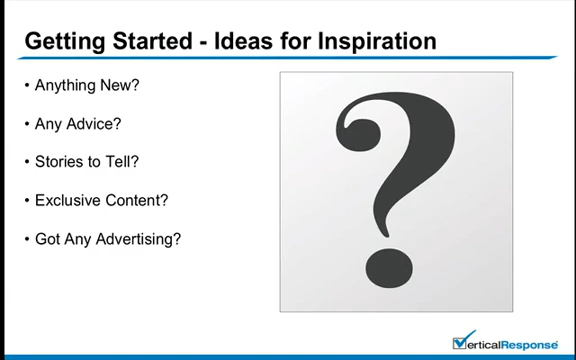 Getting Started - Ideas for Inspiration
• Anything New?
• Any Advice?
• Stories to Tell?
• Exclusive Content?
• Got Any Advertising?
?
VerticalResponse